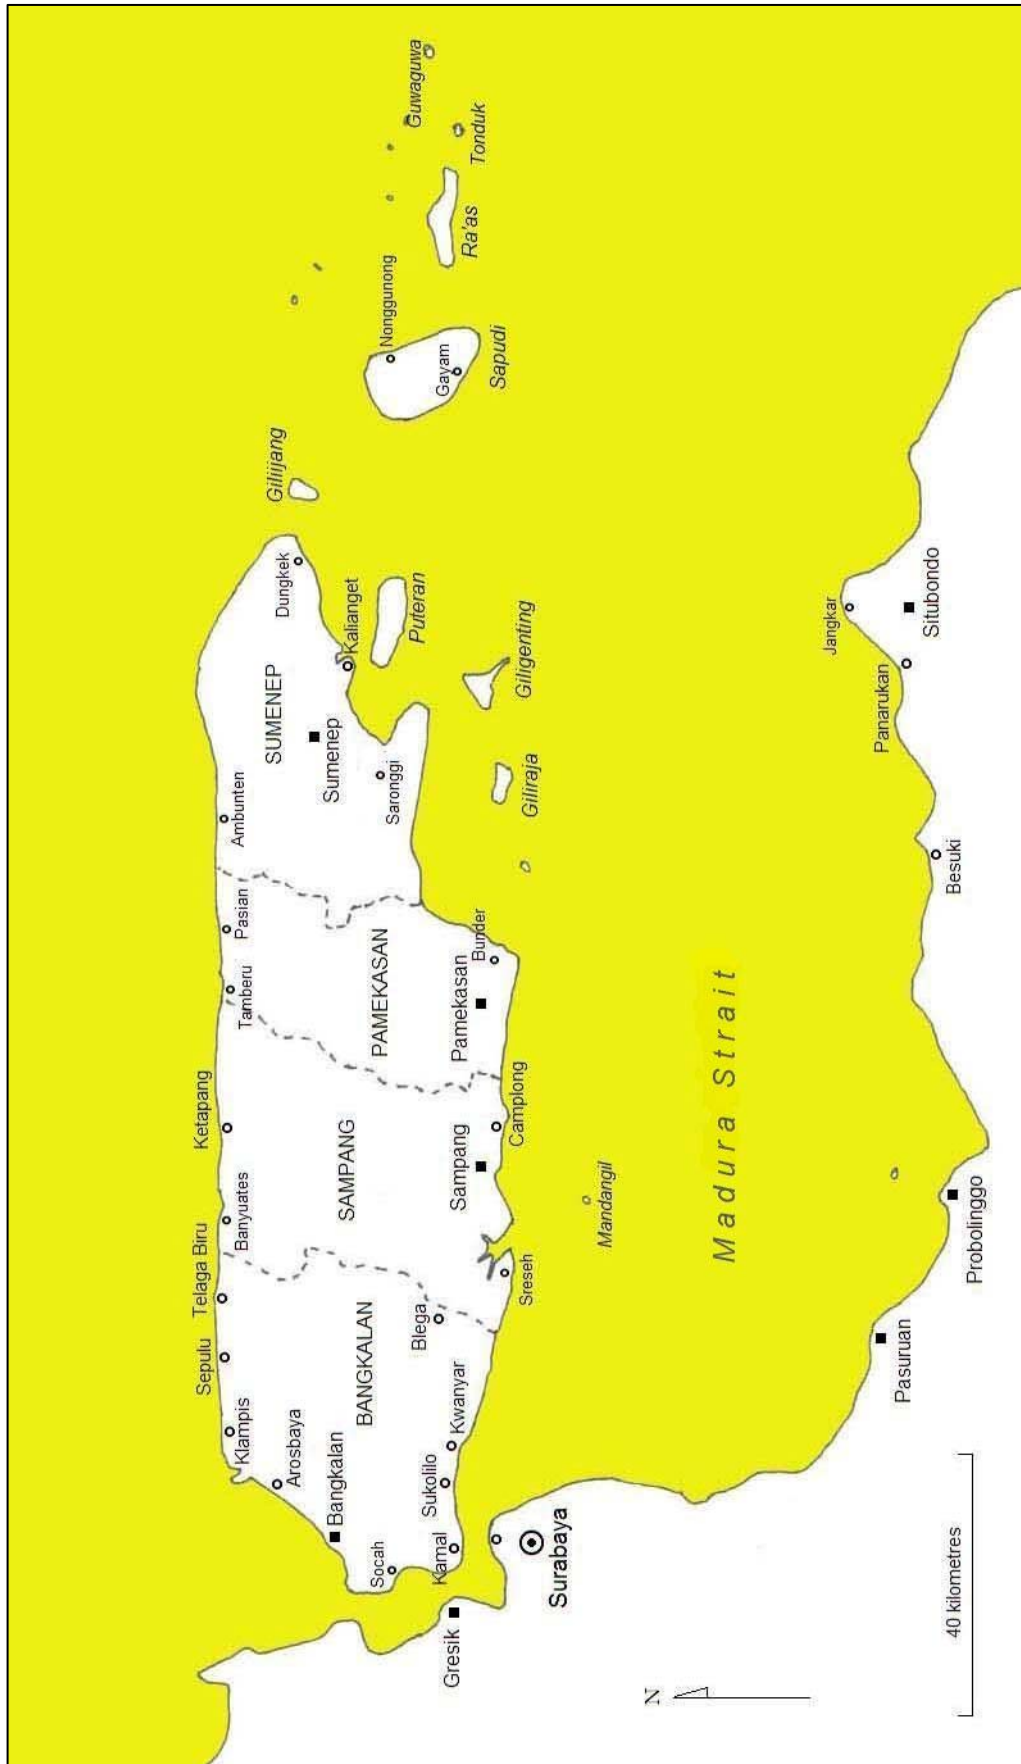 Guwaguwa
Tonduk
Ra'as
Nonggunong
Gayam
Sapudi
Giliijang
Dungkek
Kalianget
Puteran
Giligenting
SUMENEP
Sumenep
Saronggi
Giliraja
Ambunten
Pasian
Tamberu
PAMEKASAN
Pamekasan
Bunder
Ketapang
Banyuates
SAMPANG
Sampang
Camplong
Mandangil
Madura Strait
Telaga Biru
Sepulu
Klampis
Arosbaya
BANGKALAN
Bangkalan
Blega
Sreseh
Kwanyar
Sukolilo
Socah
Klamal
Gresik
Surabaya
Jangkar
Situbondo
Panarukan
Besuki
Probolinggo
Pasuruan
N
40 kilometres